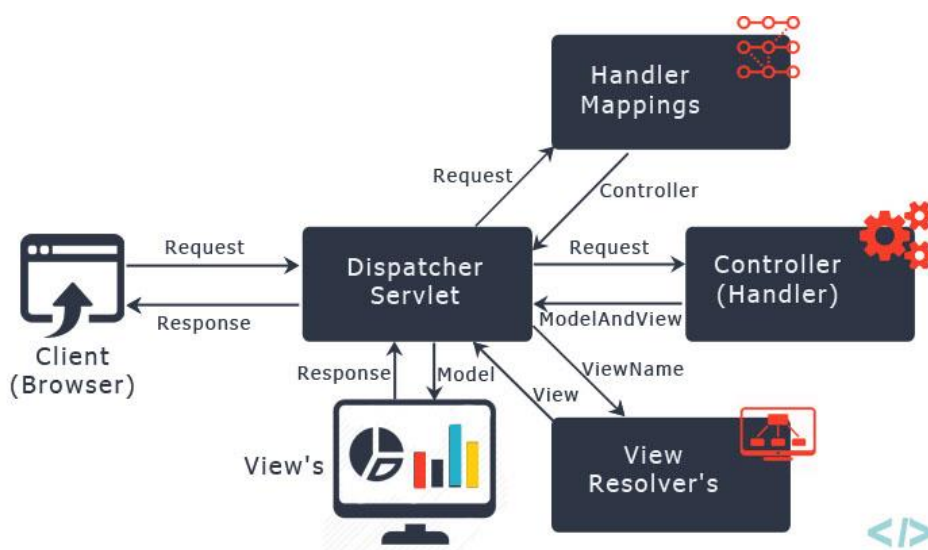 Handler
Mappings
Request
Controller
Request
Dispatcher
Servlet
Request
Controller
(Handler)
Response
ModelAndView
Client
(Browser)
Response
Model
ViewName
View
View's
View
Resolver's
</>